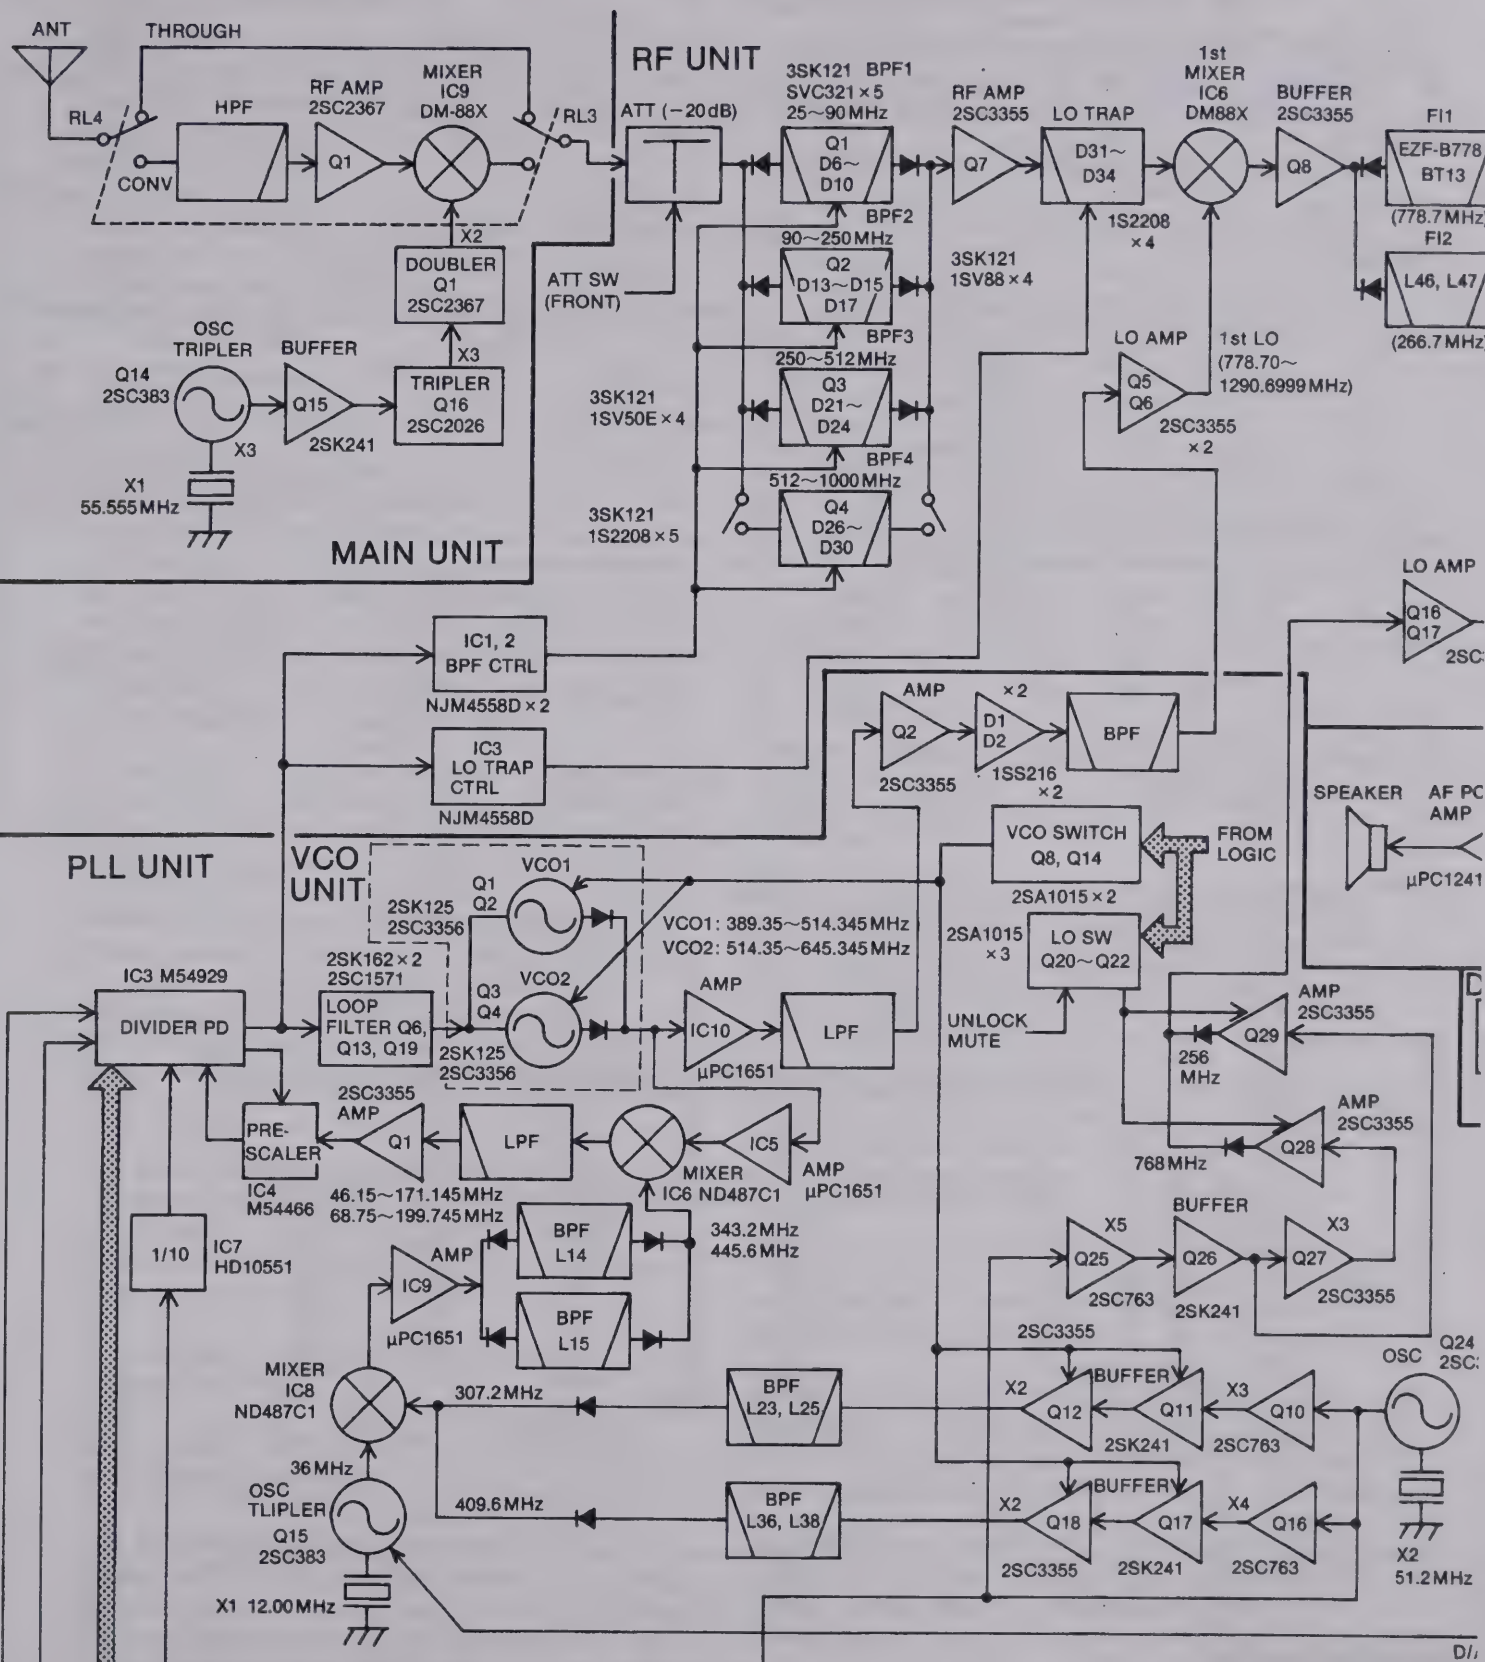 ANT
THROUGH
RL4
CONV
HPF
RF AMP
2SC2367
Q1
MIXER
IC9
DM-88X
RL3
X2
DOUBLER
Q1
2SC2367
X3
TRIPLER
Q16
2SC2026
OSC
TRIPLER
Q14
2SC383
BUFFER
Q15
2SK241
X3
X1
55.555MHz
MAIN UNIT
RF UNIT
ATT (−20dB)
ATT SW
(FRONT)
3SK121 BPF1
SVC321×5
25~90MHz
Q1
D6~
D10
BPF2
90~250MHz
Q2
D13~D15
D17
3SK121
1SV88×4
BPF3
250~512MHz
Q3
D21~
D24
3SK121
1SV50E×4
BPF4
512~1000MHz
Q4
D26~
D30
3SK121
1S2208×5
RF AMP
2SC3355
Q7
LO TRAP
D31~
D34
1S2208
×4
1st
MIXER
IC6
DM88X
BUFFER
2SC3355
Q8
FI1
EZF-B778
BT13
(778.7MHz)
FI2
L46, L47
(266.7MHz)
LO AMP
Q5
Q6
2SC3355
×2
1st LO
(778.70~
1290.6999MHz)
LO AMP
Q16
Q17
IC1, 2
BPF CTRL
NJM4558D×2
IC3
LO TRAP
CTRL
NJM4558D
AMP
Q2
2SC3355
×2
D1
D2
1SS216
×2
BPF
SPEAKER
AMP
µPC1241
VCO SWITCH
Q8, Q14
2SA1015×2
FROM
LOGIC
2SA1015
×3
LO SW
Q20~Q22
UNLOCK
MUTE
PLL UNIT
VCO
UNIT
VCO1
Q1
Q2
2SK125
2SC3356
VCO2
Q3
Q4
2SK125
2SC3356
VCO1: 389.35~514.345MHz
VCO2: 514.35~645.345MHz
IC3 M54929
DIVIDER PD
2SK162×2
2SC1571
LOOP
FILTER Q6,
Q13, Q19
AMP
IC10
µPC1651
LPF
AMP
2SC3355
Q29
256
MHz
AMP
2SC3355
Q28
768MHz
PRE-
SCALER
IC4
M54466
2SC3355
AMP
Q1
LPF
46.15~171.145MHz
68.75~199.745MHz
MIXER
IC6 ND487C1
IC5
AMP
µPC1651
343.2MHz
445.6MHz
1/10
IC7
HD10551
AMP
IC9
µPC1651
BPF
L14
BPF
L15
X5
Q25
2SC763
BUFFER
Q26
2SK241
X3
Q27
2SC3355
MIXER
IC8
ND487C1
307.2MHz
BPF
L23, L25
2SC3355
X2
Q12
BUFFER
Q11
2SK241
X3
Q10
2SC763
OSC
Q24
X2
51.2MHz
36MHz
OSC
TLIPLER
Q15
2SC383
X1 12.00MHz
409.6MHz
BPF
L36, L38
X2
Q18
2SC3355
BUFFER
Q17
2SK241
X4
Q16
2SC763